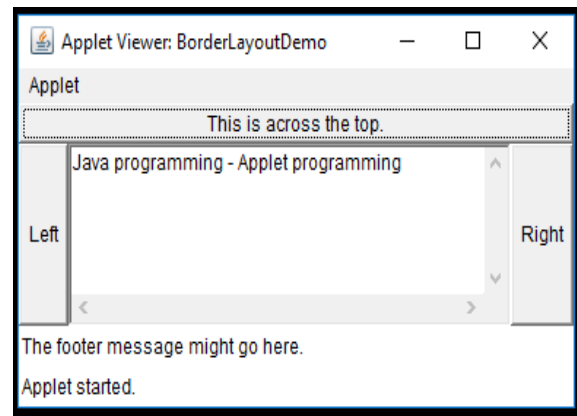 Applet Viewer: BorderLayoutDemo
Applet
This is across the top.
Java programming - Applet programming
Left
Right
The footer message might go here.
Applet started.